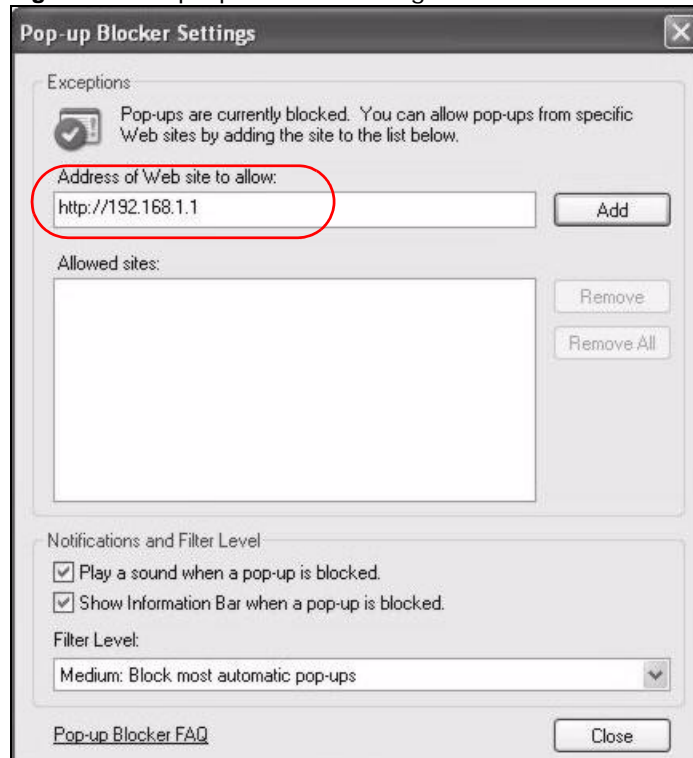 Pop-up Blocker Settings
Exceptions
Pop-ups are currently blocked. You can allow pop-ups from specific
Web sites by adding the site to the list below.
Address of Web site to allow:
http://192.168.1.1
Add
Allowed sites:
Remove
Remove All
Notifications and Filter Level
Play a sound when a pop-up is blocked.
Show Information Bar when a pop-up is blocked.
Filter Level:
Medium: Block most automatic pop-ups
Pop-up Blocker FAQ
Close